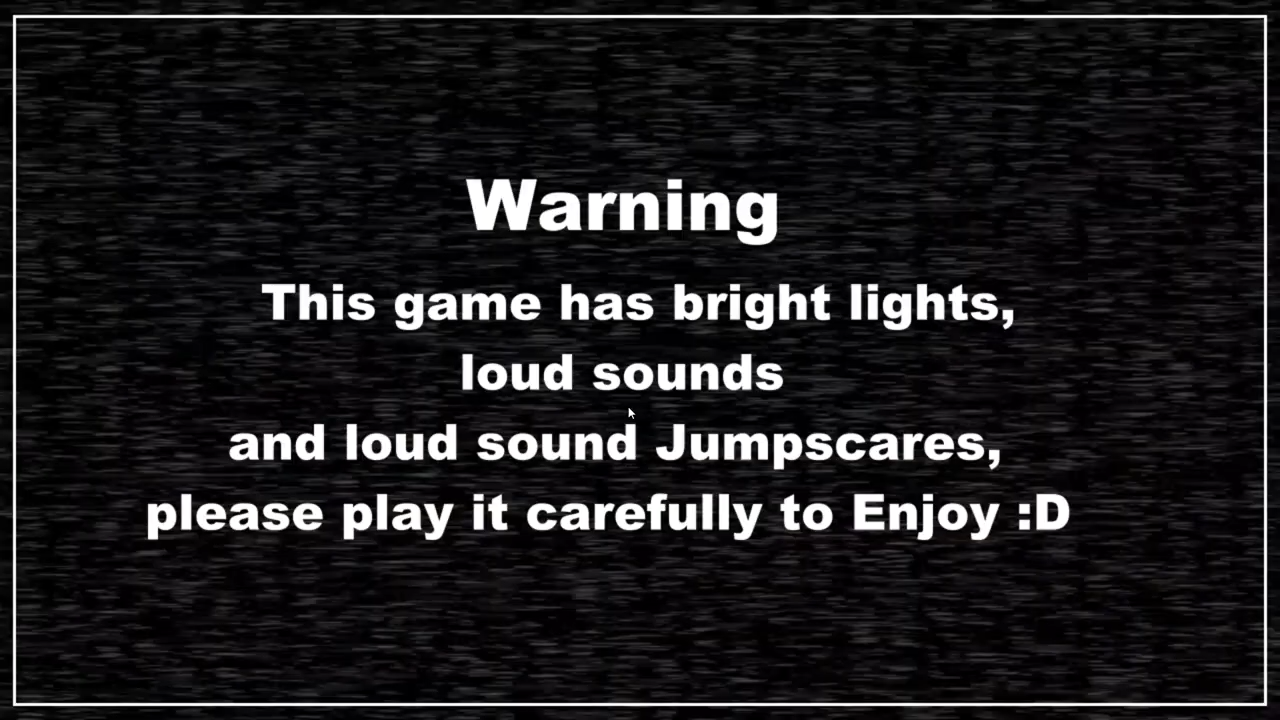 Warning
This game has bright lights,
loud sounds
and loud sound Jumpscares,
please play it carefully to Enjoy :D